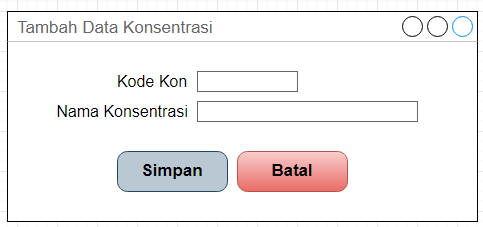 Tambah Data Konsentrasi
Kode Kon
Nama Konsentrasi
Simpan Batal